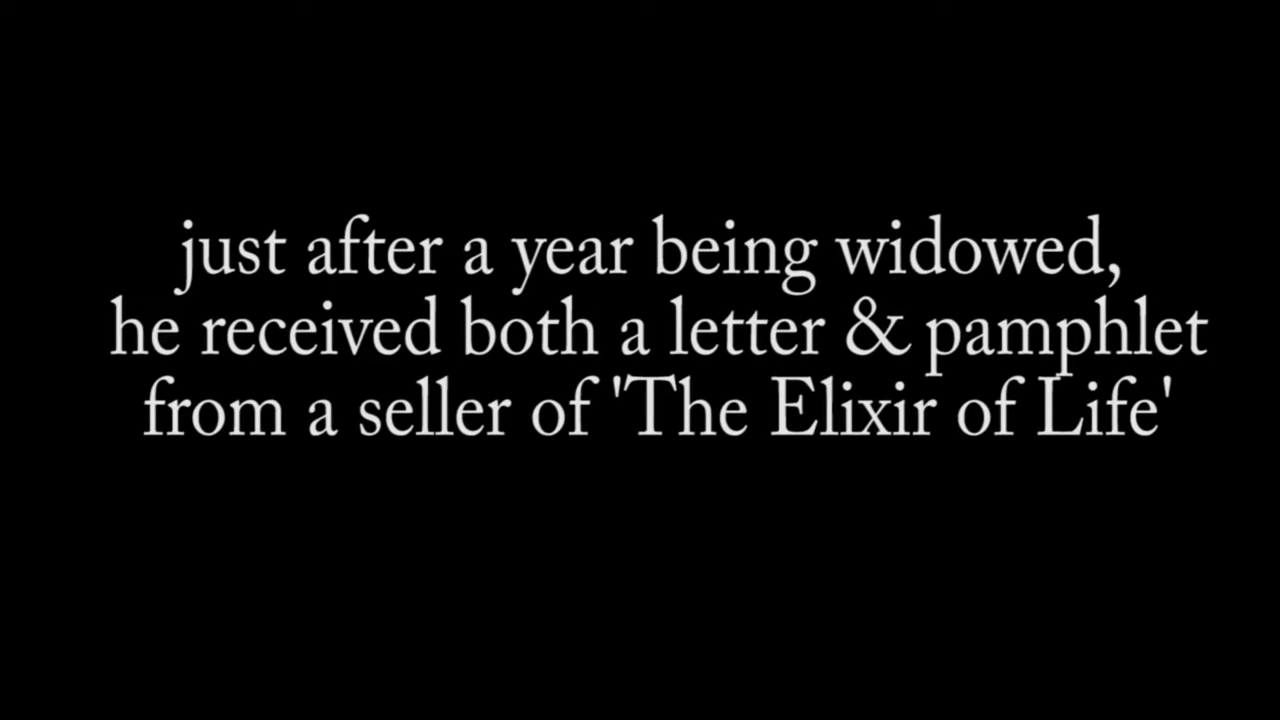 just after a year being widowed,
he received both a letter & pamphlet
from a seller of 'The Elixir of Life'